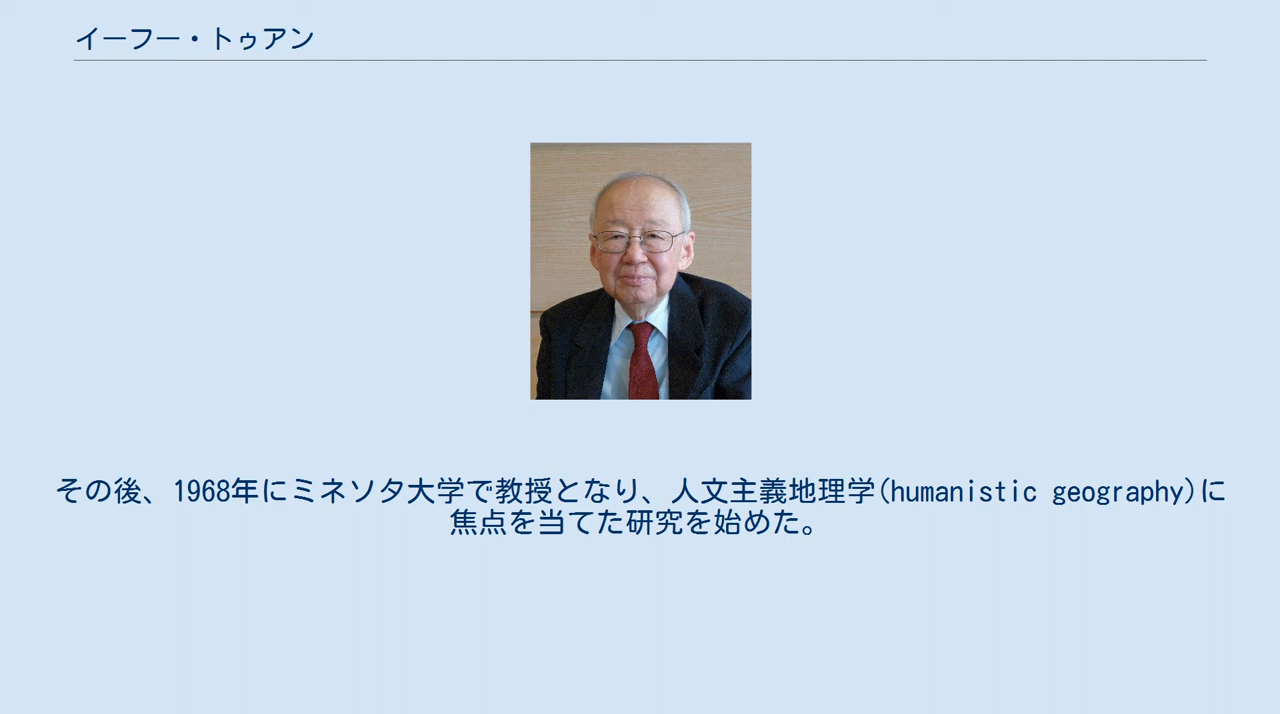 イーフー・トゥアン
その後、1968年にミネソタ大学で教授となり、人文主義地理学(humanistic geography)に
焦点を当てた研究を始めた。